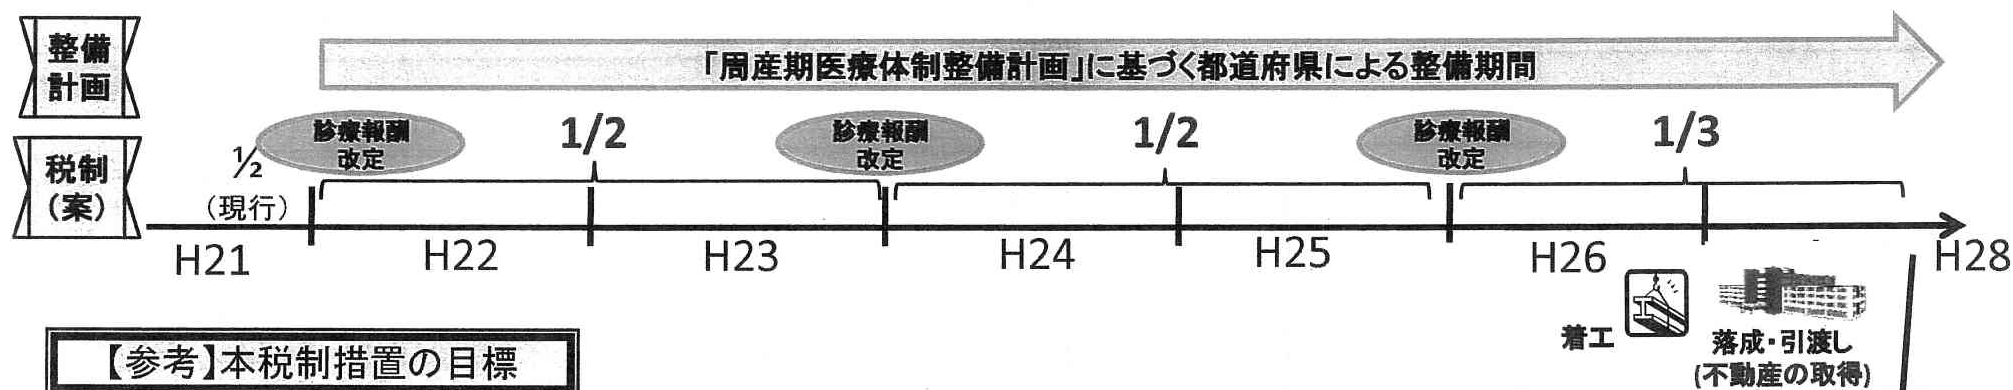 整備
計画
「周産期医療体制整備計画」に基づく都道府県による整備期間
税制
(案)
½
(現行)
診療報酬
改定
1/2
診療報酬
改定
1/2
診療報酬
改定
1/3
H21
H22
H23
H24
H25
H26
H28
着工
落成・引渡し
(不動産の取得)
【参考】本税制措置の目標